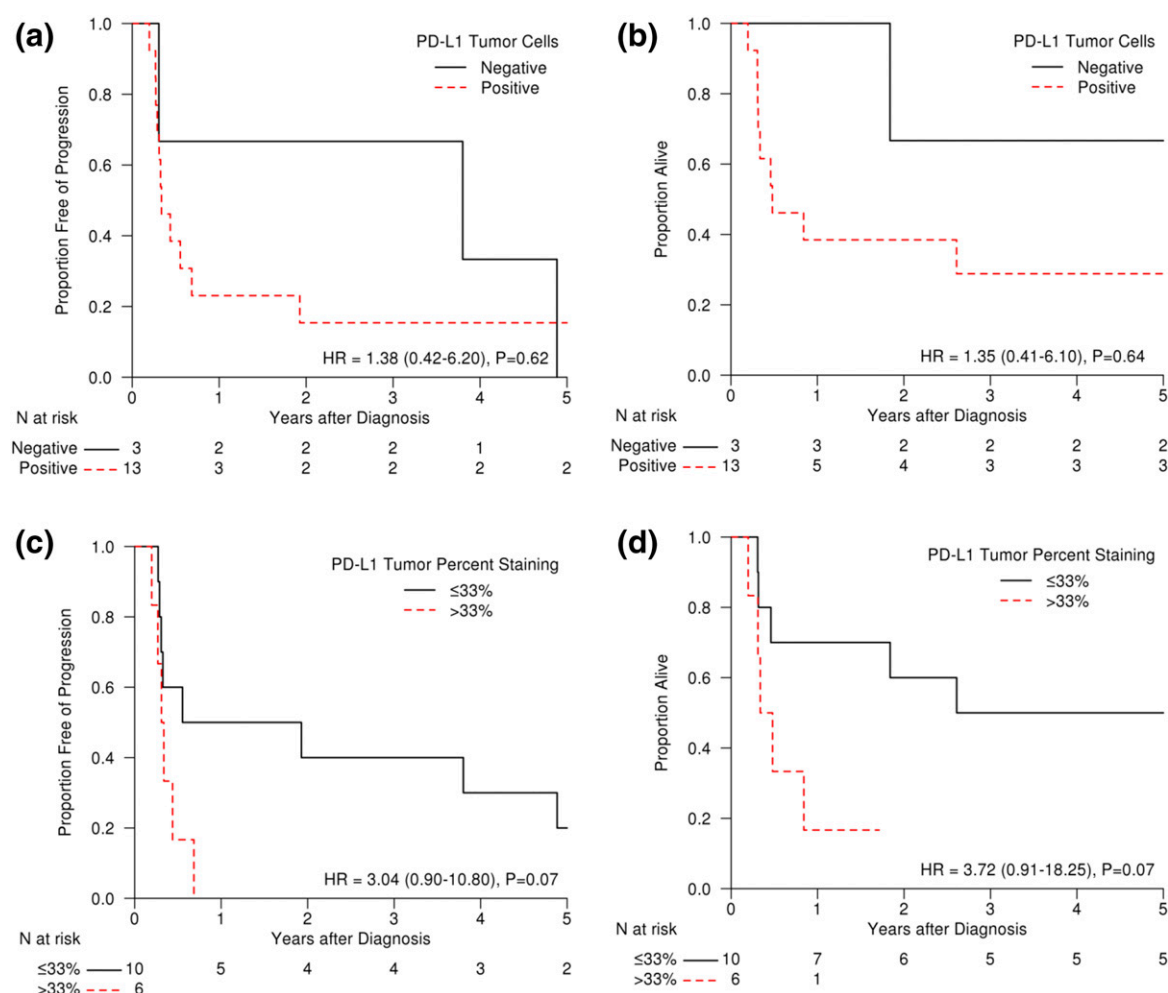 (a)
PD-L1 Tumor Cells
Negative
Positive
Proportion Free of Progression
1.0
0.8
0.6
0.4
0.2
0.0
HR = 1.38 (0.42-6.20), P=0.62
0 1 2 3 4 5
N at risk
Years after Diagnosis
Negative 3 2 2 2 1
Positive 13 3 2 2 2 2
(b)
PD-L1 Tumor Cells
Negative
Positive
Proportion Alive
1.0
0.8
0.6
0.4
0.2
0.0
HR = 1.35 (0.41-6.10), P=0.64
0 1 2 3 4 5
N at risk
Years after Diagnosis
Negative 3 3 2 2 2 2
Positive 13 5 4 3 3 3
(c)
PD-L1 Tumor Percent Staining
≤33%
>33%
Proportion Free of Progression
1.0
0.8
0.6
0.4
0.2
0.0
HR = 3.04 (0.90-10.80), P=0.07
0 1 2 3 4 5
N at risk
Years after Diagnosis
≤33% 10 5 4 4 3 2
>33% 6
(d)
PD-L1 Tumor Percent Staining
≤33%
>33%
Proportion Alive
1.0
0.8
0.6
0.4
0.2
0.0
HR = 3.72 (0.91-18.25), P=0.07
0 1 2 3 4 5
N at risk
Years after Diagnosis
≤33% 10 7 6 5 5 5
>33% 6 1